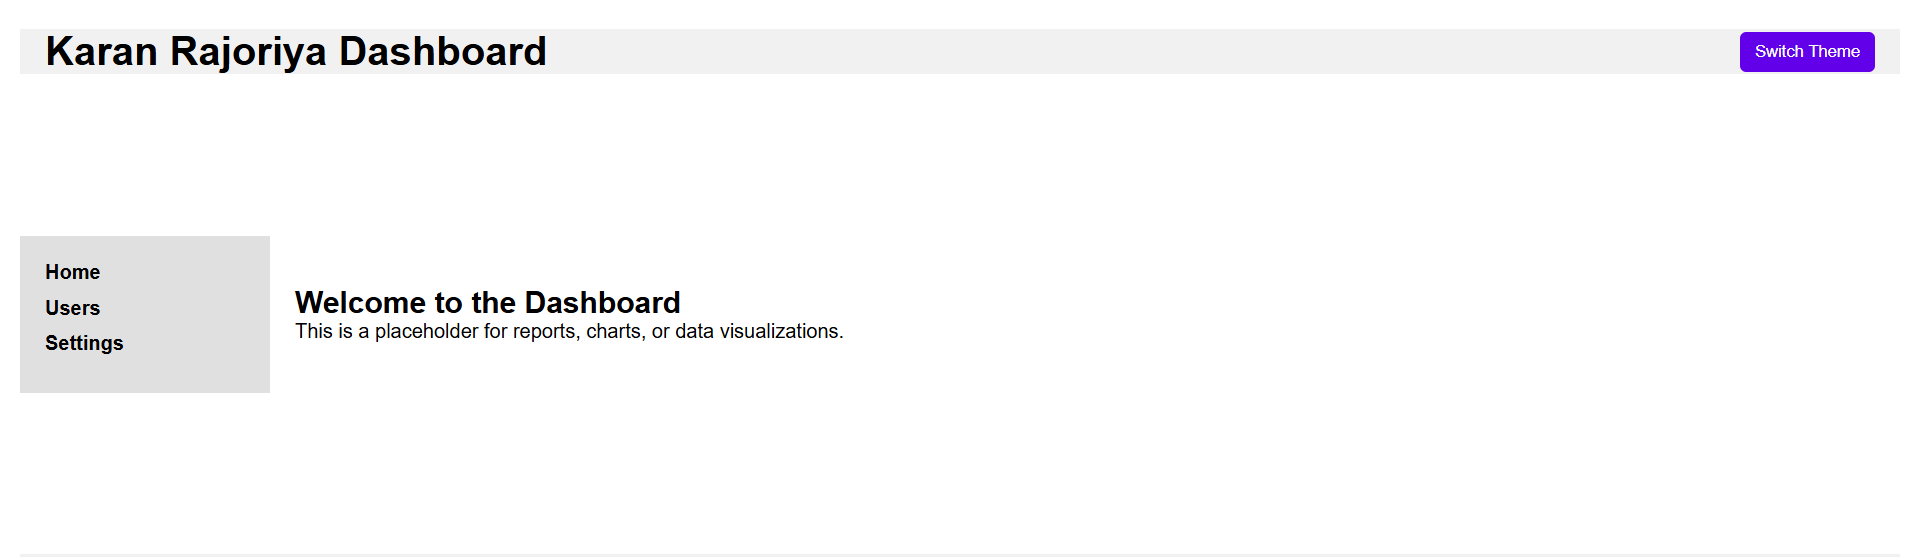 Karan Rajoriya Dashboard
Switch Theme
Home
Users
Settings
Welcome to the Dashboard
This is a placeholder for reports, charts, or data visualizations.